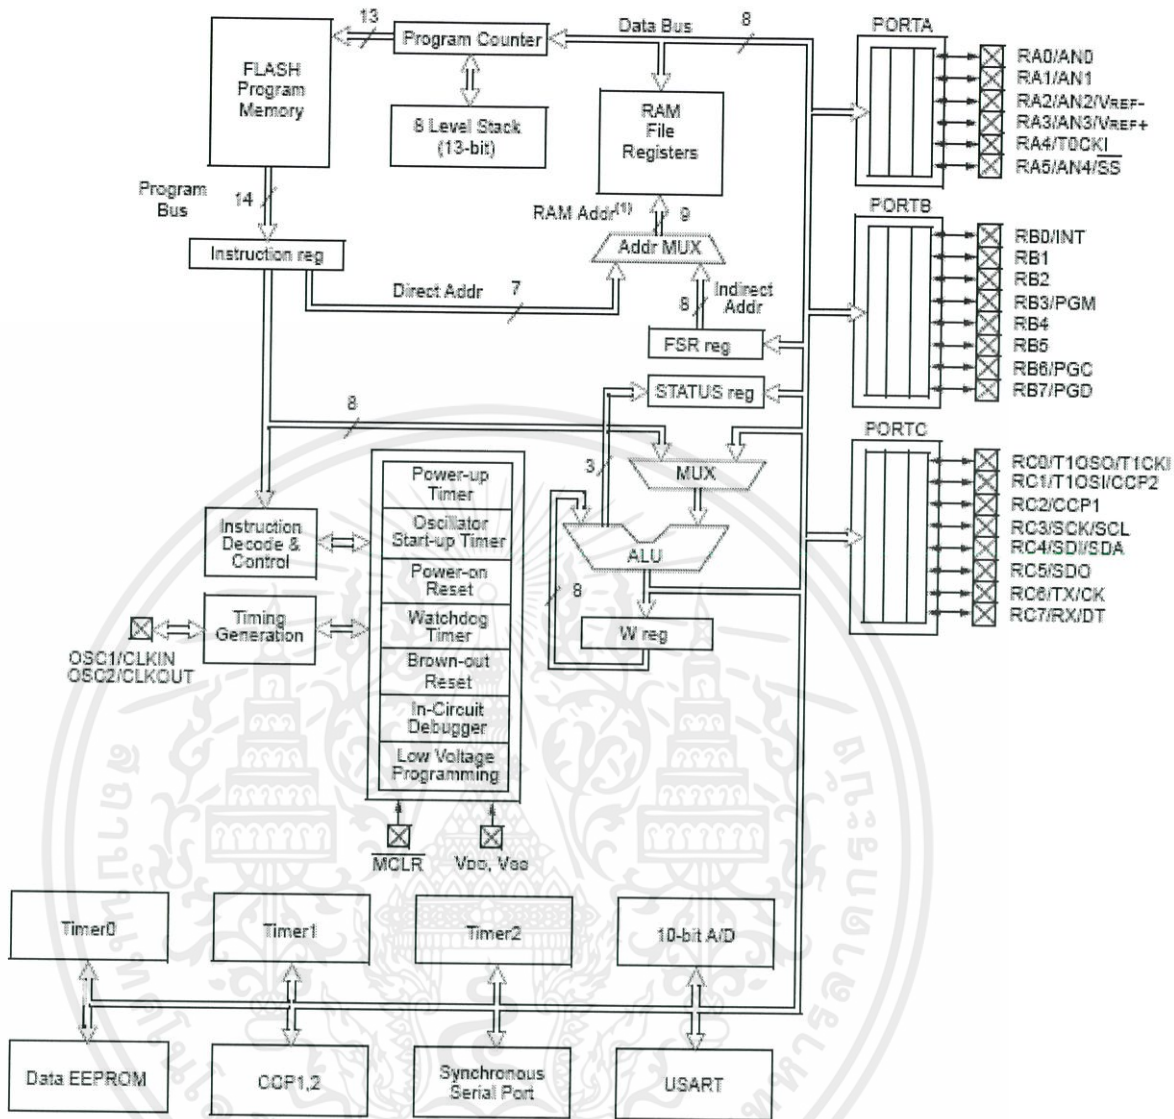 13
Program Counter
Data Bus
8
PORTA
FLASH
Program
Memory
8 Level Stack
(13-bit)
RAM
File
Registers
RA0/AN0
RA1/AN1
RA2/AN2/VREF-
RA3/AN3/VREF+
RA4/T0CKI
RA5/AN4/SS
Program
Bus
14
RAM Addr(1)
9
PORTB
Instruction reg
Addr MUX
Direct Addr
7
8
Indirect
Addr
FSR reg
STATUS reg
RB0/INT
RB1
RB2
RB3/PGM
RB4
RB5
RB6/PGC
RB7/PGD
8
3
MUX
PORTC
Power-up
Timer
Oscillator
Start-up Timer
Power-on
Reset
Watchdog
Timer
Brown-out
Reset
In-Circuit
Debugger
Low Voltage
Programming
Instruction
Decode &
Control
Timing
Generation
OSC1/CLKIN
OSC2/CLKOUT
ALU
8
W reg
RC0/T1OSO/T1CKI
RC1/T1OSI/CCP2
RC2/CCP1
RC3/SCK/SCL
RC4/SDI/SDA
RC5/SDO
RC6/TX/CK
RC7/RX/DT
MCLR
VDD, VSS
Timer0
Timer1
Timer2
10-bit A/D
Data EEPROM
CCP1,2
Synchronous
Serial Port
USART